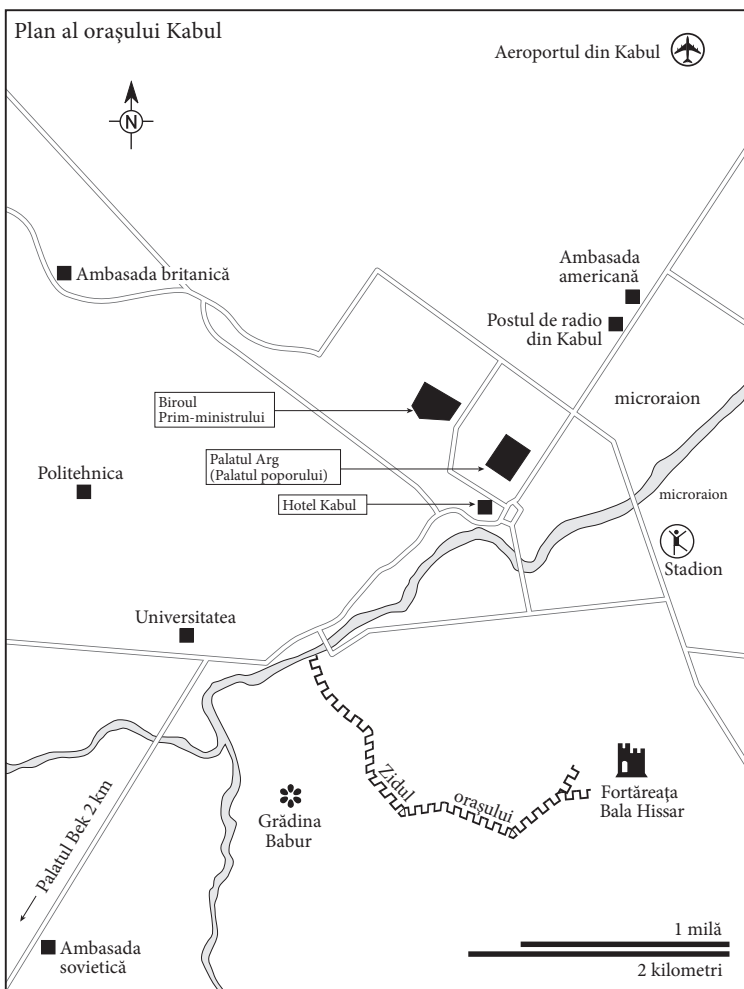 Plan al orașului Kabul
Aeroportul din Kabul
N
Ambasada britanică
Ambasada
americană
Postul de radio
din Kabul
Biroul
Prim-ministrului
microraion
Palatul Arg
(Palatul poporului)
Politehnica
Hotel Kabul
microraion
Stadion
Universitatea
Zidul
orașului
Fortăreața
Bala Hissar
Grădina
Babur
Palatul Bek 2 km
Ambasada
sovietică
1 milă
2 kilometri